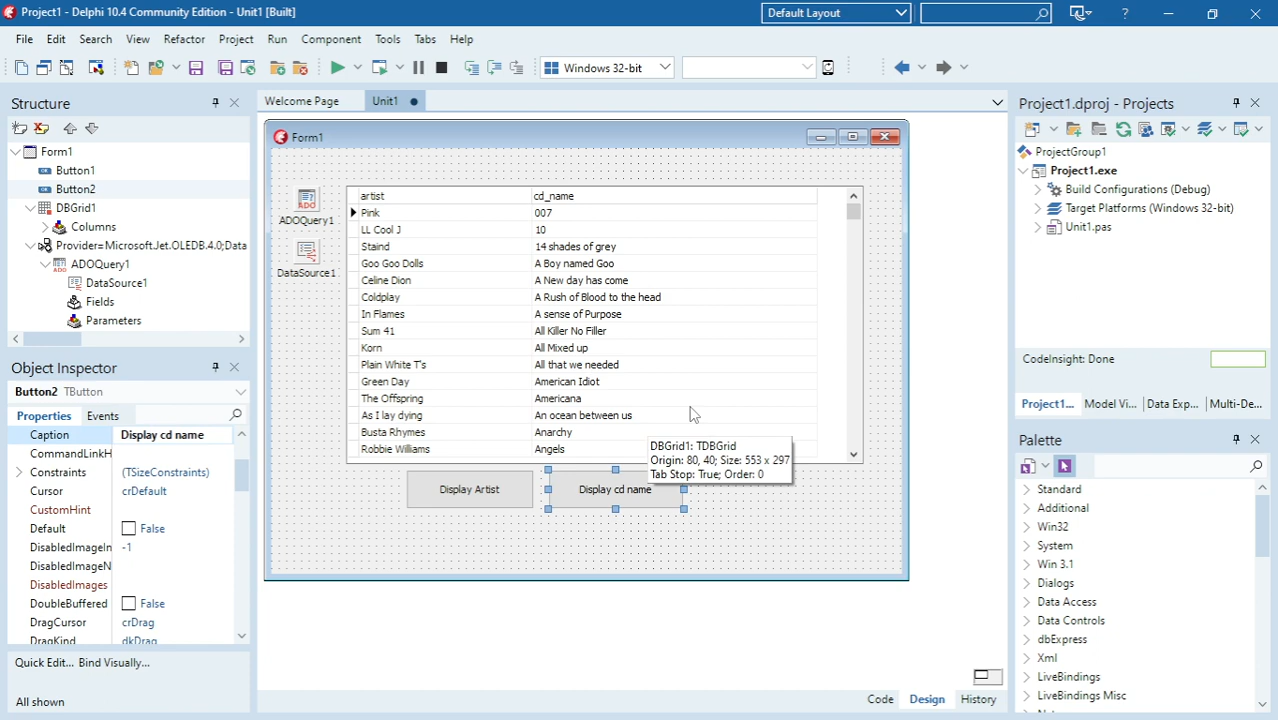 Project1 - Delphi 10.4 Community Edition - Unit1 [Built]
Default Layout
?
File Edit Search View Refactor Project Run Component Tools Tabs Help
Windows 32-bit
Structure
Form1
Button1
Button2
DBGrid1
Columns
Provider=Microsoft.Jet.OLEDB.4.0;Data
ADO ADOQuery1
DataSource1
Fields
Parameters
Object Inspector
Button2 TButton
Properties Events
Caption Display cd name
CommandLinkH
Constraints (TSizeConstraints)
Cursor crDefault
CustomHint
Default False
DisabledImageIn -1
DisabledImageN
DisabledImages
DoubleBuffered False
DragCursor crDrag
DragKind dkDrag
Quick Edit... Bind Visually...
All shown
Welcome Page Unit1
Form1
ADO
ADOQuery1
DataSource1
artist cd_name
Pink 007
LL Cool J 10
Staind 14 shades of grey
Goo Goo Dolls A Boy named Goo
Celine Dion A New day has come
Coldplay A Rush of Blood to the head
In Flames A sense of Purpose
Sum 41 All Killer No Filler
Korn All Mixed up
Plain White T's All that we needed
Green Day American Idiot
The Offspring Americana
As I lay dying An ocean between us
Busta Rhymes Anarchy
Robbie Williams Angels
DBGrid1: TDBGrid
Origin: 80, 40; Size: 553 x 297
Tab Stop: True; Order: 0
Display Artist Display cd name
Code Design History
Project1.dproj - Projects
ProjectGroup1
Project1.exe
Build Configurations (Debug)
Target Platforms (Windows 32-bit)
Unit1.pas
CodeInsight: Done
Project1... Model Vi... Data Exp... Multi-De...
Palette
Standard
Additional
Win32
System
Win 3.1
Dialogs
Data Access
Data Controls
dbExpress
Xml
LiveBindings
LiveBindings Misc